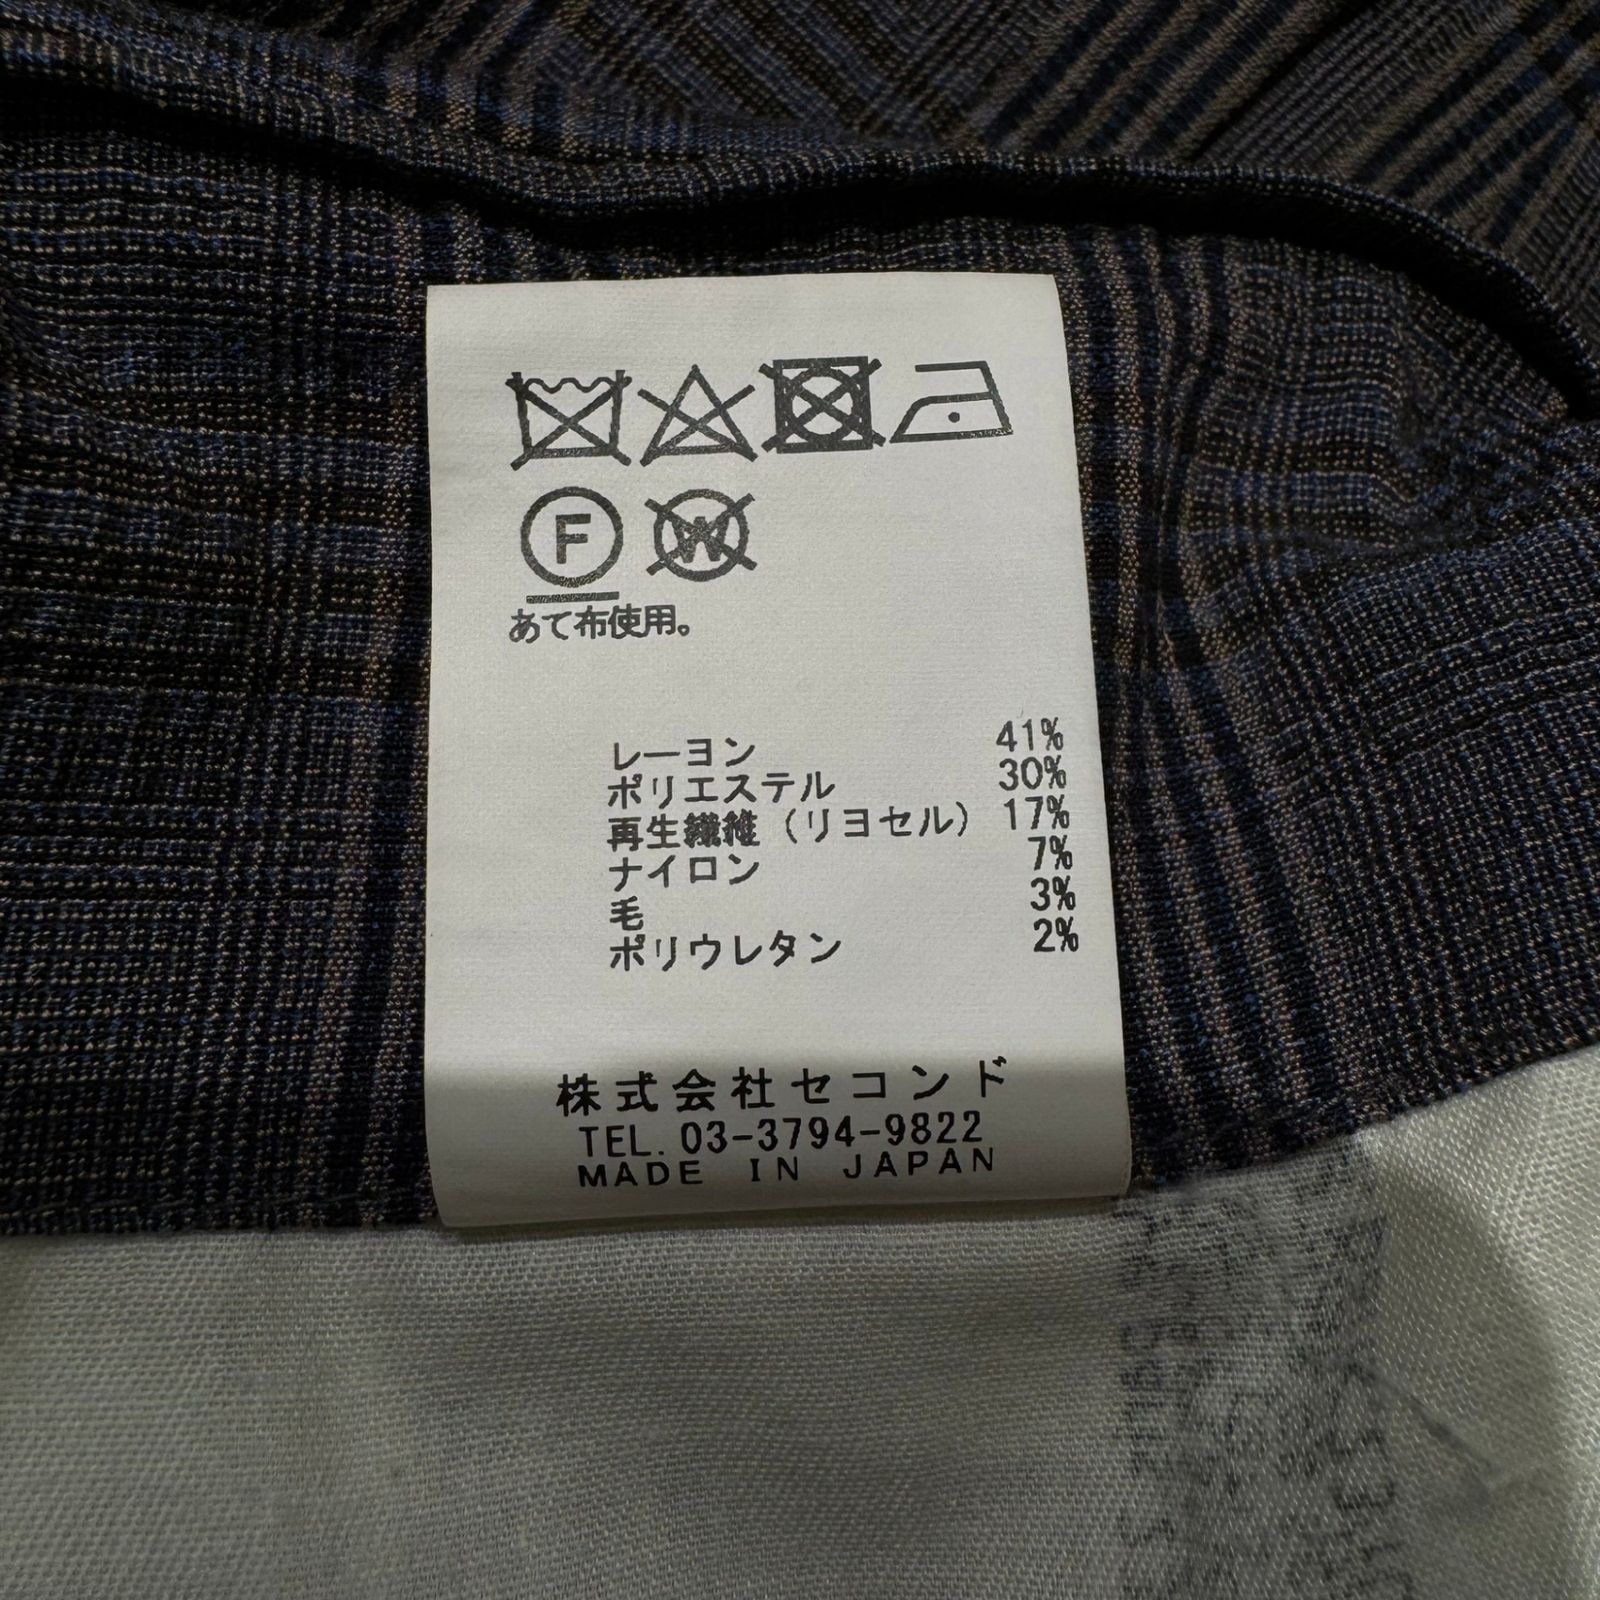 F W
あて布使用。
レーヨン 41%
ポリエステル 30%
再生繊維(リヨセル) 17%
ナイロン 7%
毛 3%
ポリウレタン 2%
株式会社セコンド
TEL. 03-3794-9822
MADE IN JAPAN